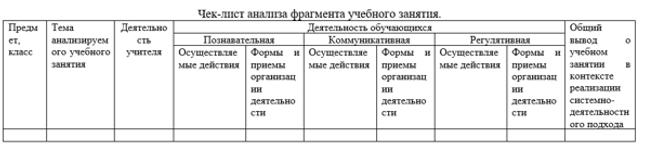 Чек-лист анализа фрагмента учебного занятия.
Предм
ет,
класс
Тема
анализируем
ого учебного
занятия
Деятельно
сть
учителя
Деятельность обучающихся
Познавательная
Коммуникативная
Регулятивная
Осуществляе
мые действия
Формы и
приемы
организац
ии
деятельно
сти
Осуществляе
мые действия
Формы и
приемы
организац
ии
деятельно
сти
Осуществляе
мые действия
Формы и
приемы
организац
ии
деятельно
сти
Общий
вывод о
учебном
занятии в
контексте
реализации
системно-
деятельностн
ого подхода